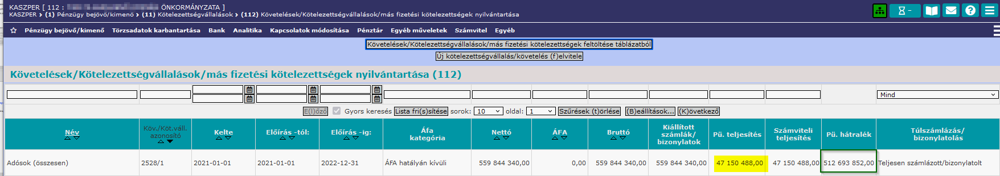 KASZPER [ 112 : ÖNKORMÁNYZATA ]
KASZPER > (1) Pénzügy bejövő/kimenő > (11) Kötelezettségvállalások > (112) Követelések/Kötelezettségvállalások/más fizetési kötelezettségek nyilvántartása
-
Pénzügy bejövő/kimenő Törzsadatok karbantartása Bank Analitika Kapcsolatok módosítása Pénztár Egyéb műveletek Számvitel Egyéb
Követelések/Kötelezettségvállalások/más fizetési kötelezettségek feltöltése táblázatból
Új kötelezettségvállalás/követelés (f)elvitele
Követelések/Kötelezettségvállalások/más fizetési kötelezettségek nyilvántartása (112)
Mind
E(l)őző Gyors keresés Lista fri(s)sítése sorok: 10 oldal: 1 Szűrések (t)örlése (B)eállítások... (K)övetkező
Név
Köv./Köt.váll. azonosító
Kelte
Előírás -tól:
Előírás -ig:
Áfa kategória
Nettó
ÁFA
Bruttó
Kiállított számlák/ bizonylatok
Pü. teljesítés
Számviteli teljesítés
Pü. hátralék
Túlszámlázás/ bizonylatolás
Adósok (összesen) 2528/1 2021-01-01 2021-01-01 2022-12-31 ÁFA hatályán kívüli 559 844 340,00 0,00 559 844 340,00 559 844 340,00 47 150 488,00 47 150 488,00 512 693 852,00 Teljesen számlázott/bizonylatolt